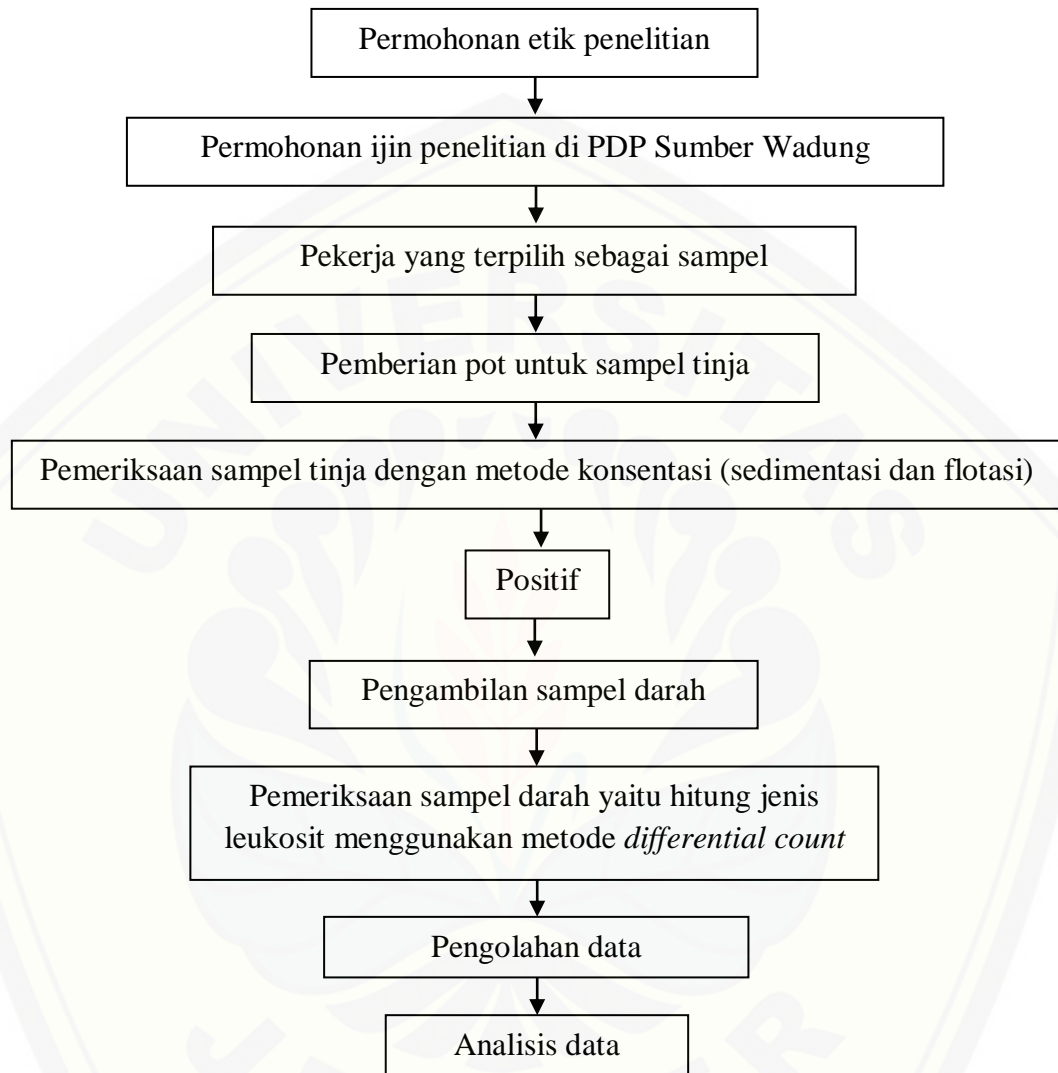 Permohonan etik penelitian
Permohonan ijin penelitian di PDP Sumber Wadung
Pekerja yang terpilih sebagai sampel
Pemberian pot untuk sampel tinja
Pemeriksaan sampel tinja dengan metode konsentasi (sedimentasi dan flotasi)
Positif
Pengambilan sampel darah
Pemeriksaan sampel darah yaitu hitung jenis
leukosit menggunakan metode differential count
Pengolahan data
Analisis data
UNIVERSITAS